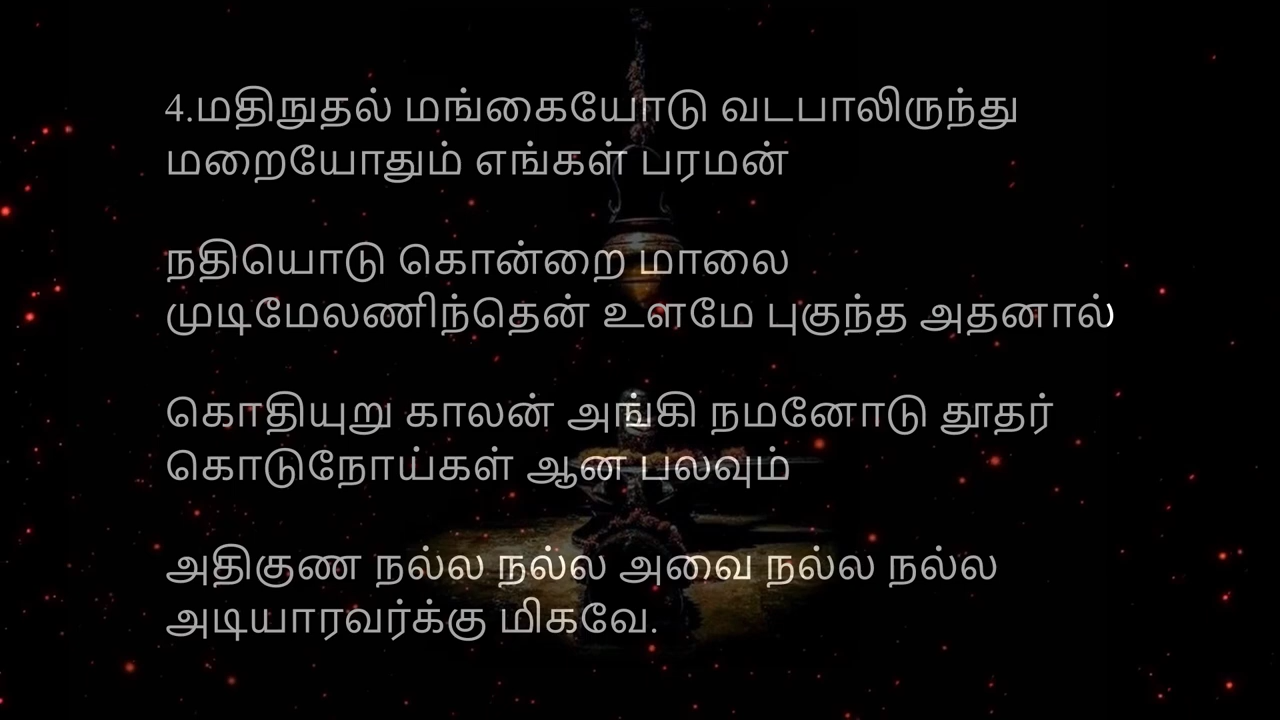 4.மதிநுதல் மங்கையோடு வடபாலிருந்து
மறையோதும் எங்கள் பரமன்
நதியொடு கொன்றை மாலை
முடிமேலணிந்தென் உளமே புகுந்த அதனால்
கொதியுறு காலன் அங்கி நமனோடு தூதர்
கொடுநோய்கள் ஆன பலவும்
அதிகுண நல்ல நல்ல அவை நல்ல நல்ல
அடியாரவர்க்கு மிகவே.